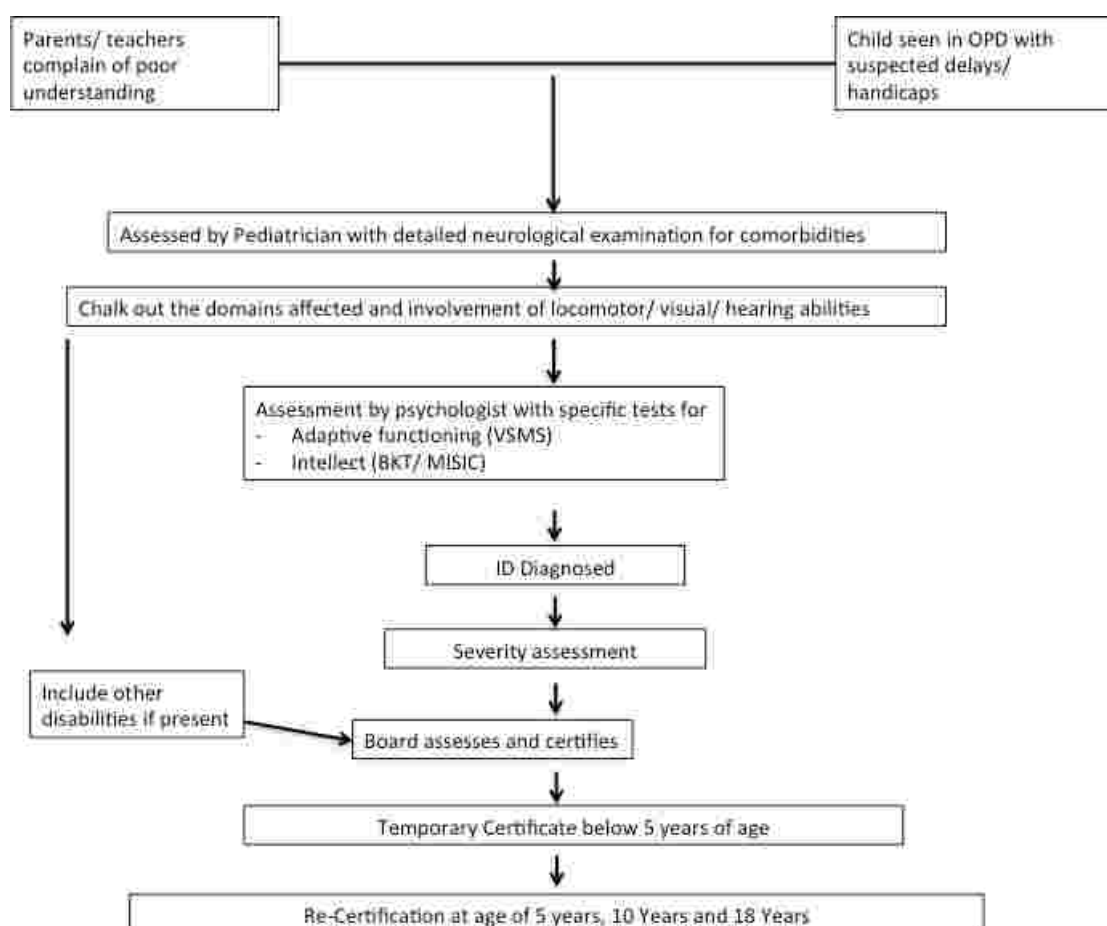 Parents/ teachers
complain of poor
understanding
Child seen in OPD with
suspected delays/
handicaps
Assessed by Pediatrician with detailed neurological examination for comorbidities
Chalk out the domains affected and involvement of locomotor/ visual/ hearing abilities
Assessment by psychologist with specific tests for
- Adaptive functioning (VSMS)
- Intellect (BKT/ MISIC)
ID Diagnosed
Severity assessment
Include other
disabilities if present
Board assesses and certifies
Temporary Certificate below 5 years of age
Re-Certification at age of 5 years, 10 Years and 18 Years